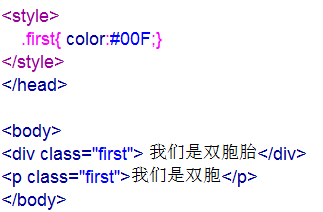 <style>
.first{ color:#00F;}
</style>
</head>
<body>
<div class="first"> 我们是双胞胎</div>
<p class="first">我们是双胞</p>
</body>